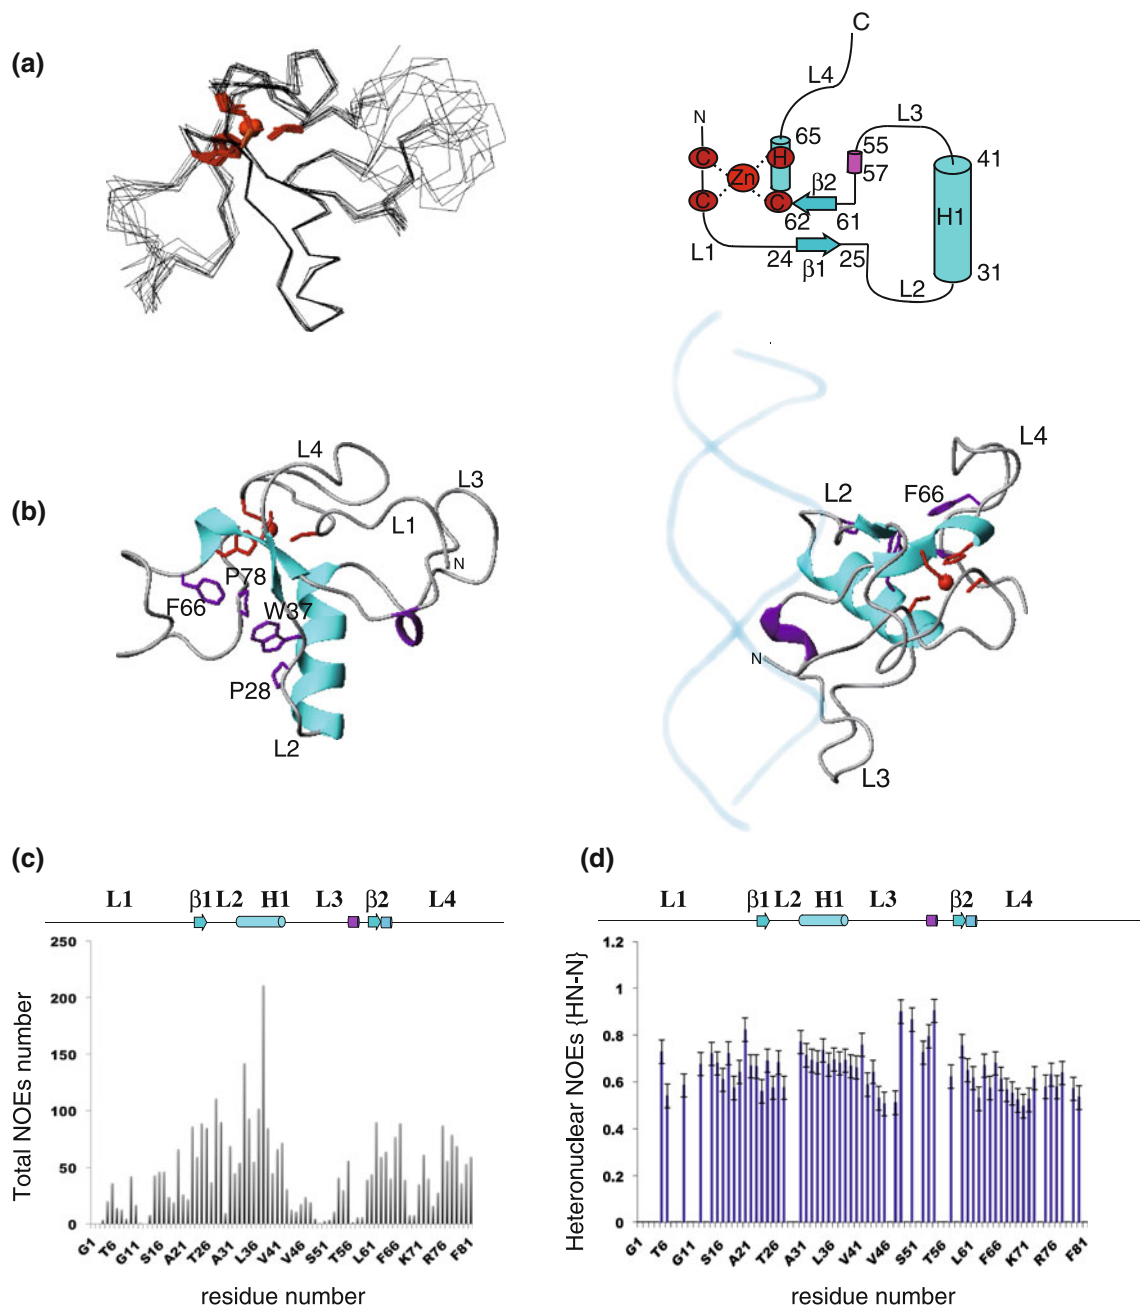 (a)
N
C
C
Zn
H
C
L1
L4
C
65
β2
62
61
24
β1
25
55
57
L3
41
H1
31
L2
(b)
L4
L3
L1
N
P78
F66
W37
P28
L2
L4
L2
F66
N
L3
(c)
L1 β1 L2 H1 L3 β2 L4
Total NOEs number
250
200
150
100
50
0
G1 T6 G11 S16 A21 T26 A31 L36 V41 V46 S51 T56 L61 F66 K71 R76 F81
residue number
(d)
L1 β1 L2 H1 L3 β2 L4
Heteronuclear NOEs {HN-N}
1.2
1
0.8
0.6
0.4
0.2
0
G1 T6 G11 S16 A21 T26 A31 L36 V41 V46 S51 T56 L61 F66 K71 R76 F81
residue number